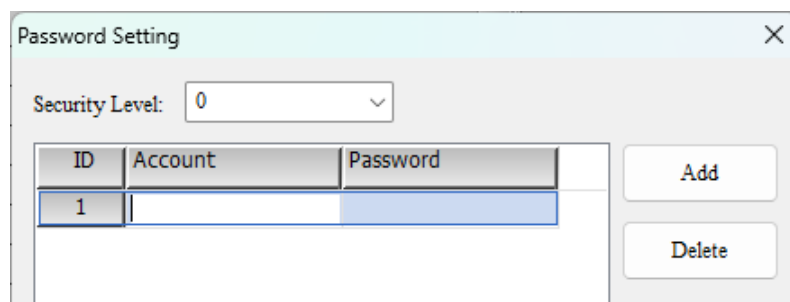 Password Setting
Security Level: 0
ID Account Password Add
1
Delete